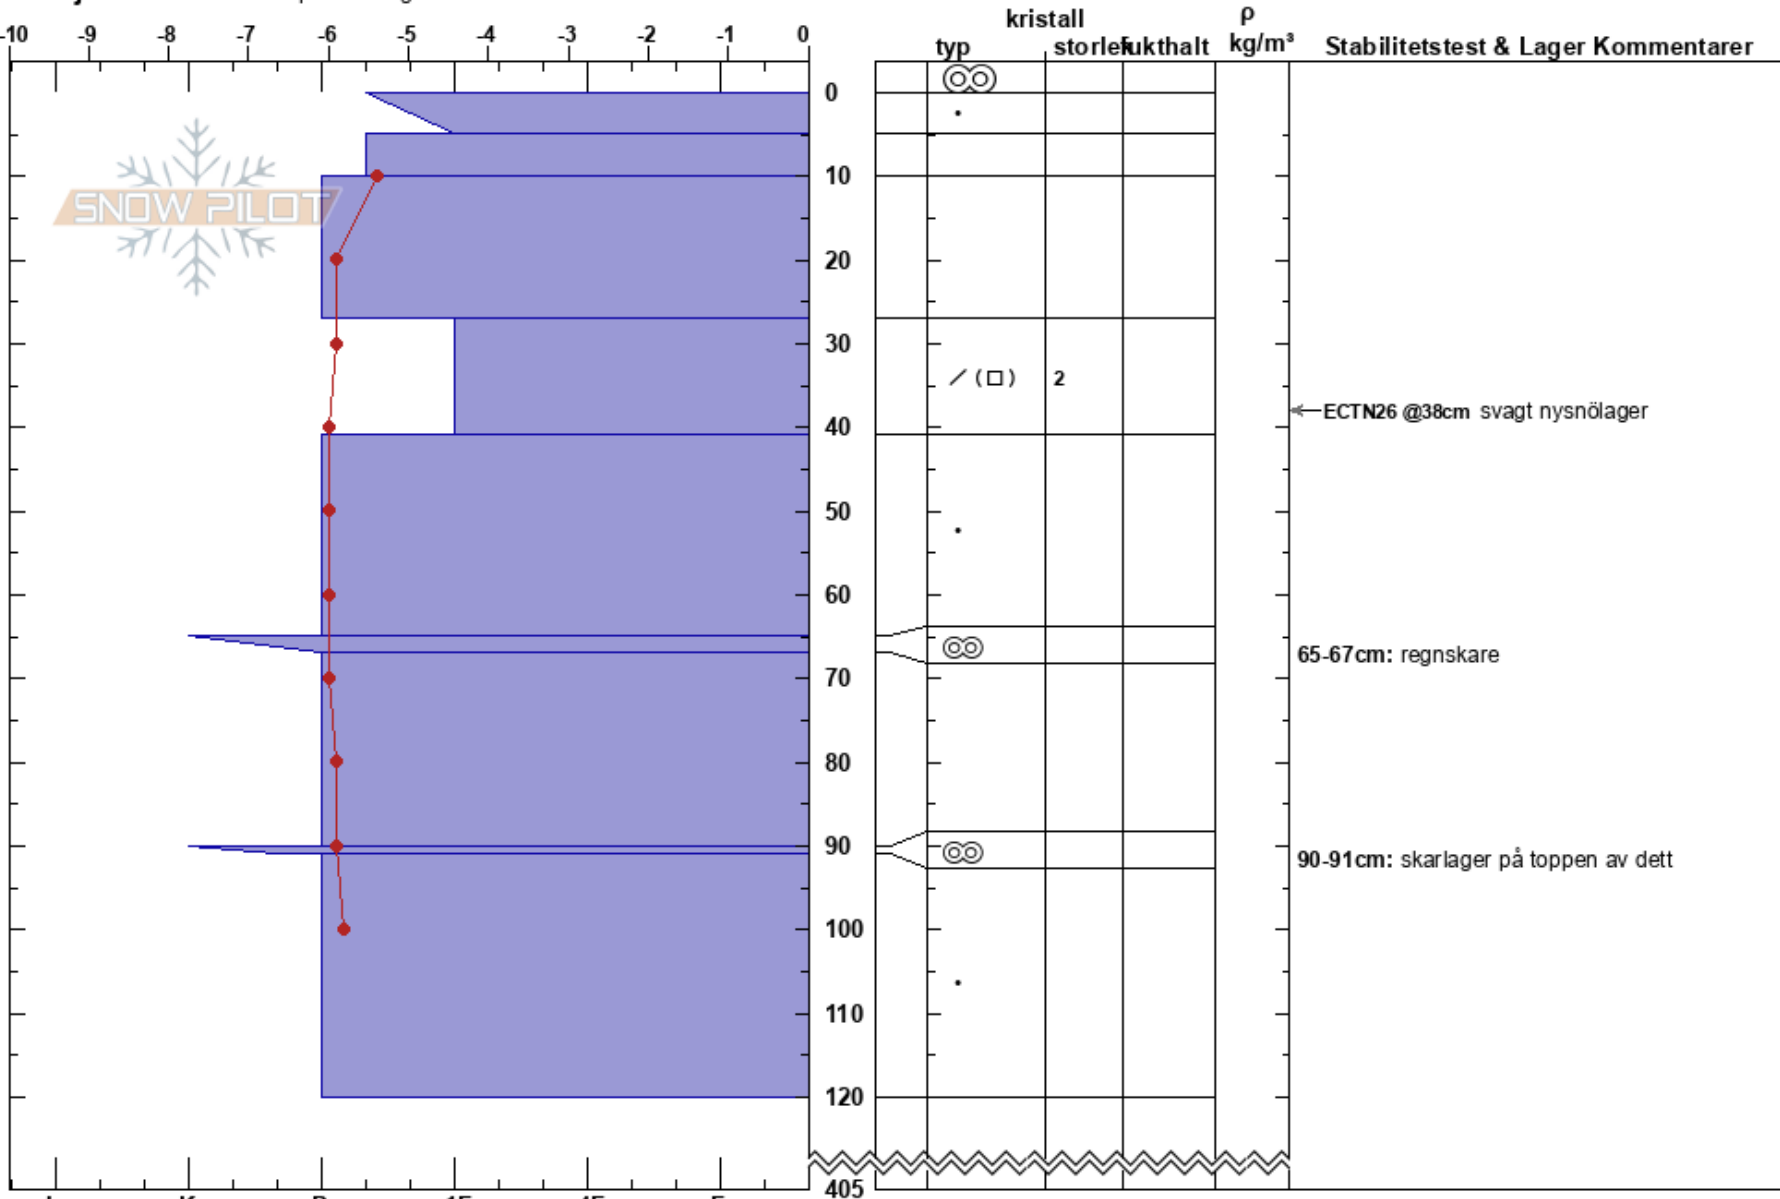 -10 -9 -8 -7 -6 -5 -4 -3 -2 -1 0
kristall
ρ
typ storlek fukthalt kg/m³ Stabilitetstest & Lager Kommentarer
0
10
SNOW PILOT
20
30
2
ECTN26 @38cm svagt nysnölager
40
50
60
65-67cm: regnskare
70
80
90
90-91cm: skarlager på toppen av dett
100
110
120
405